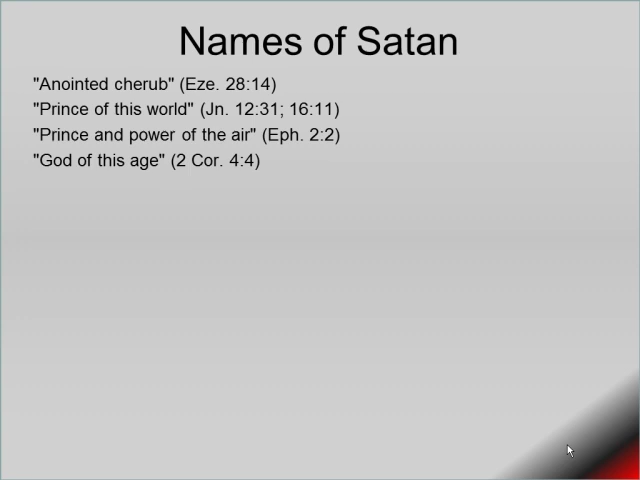 Names of Satan
"Anointed cherub" (Eze. 28:14)
"Prince of this world" (Jn. 12:31; 16:11)
"Prince and power of the air" (Eph. 2:2)
"God of this age" (2 Cor. 4:4)